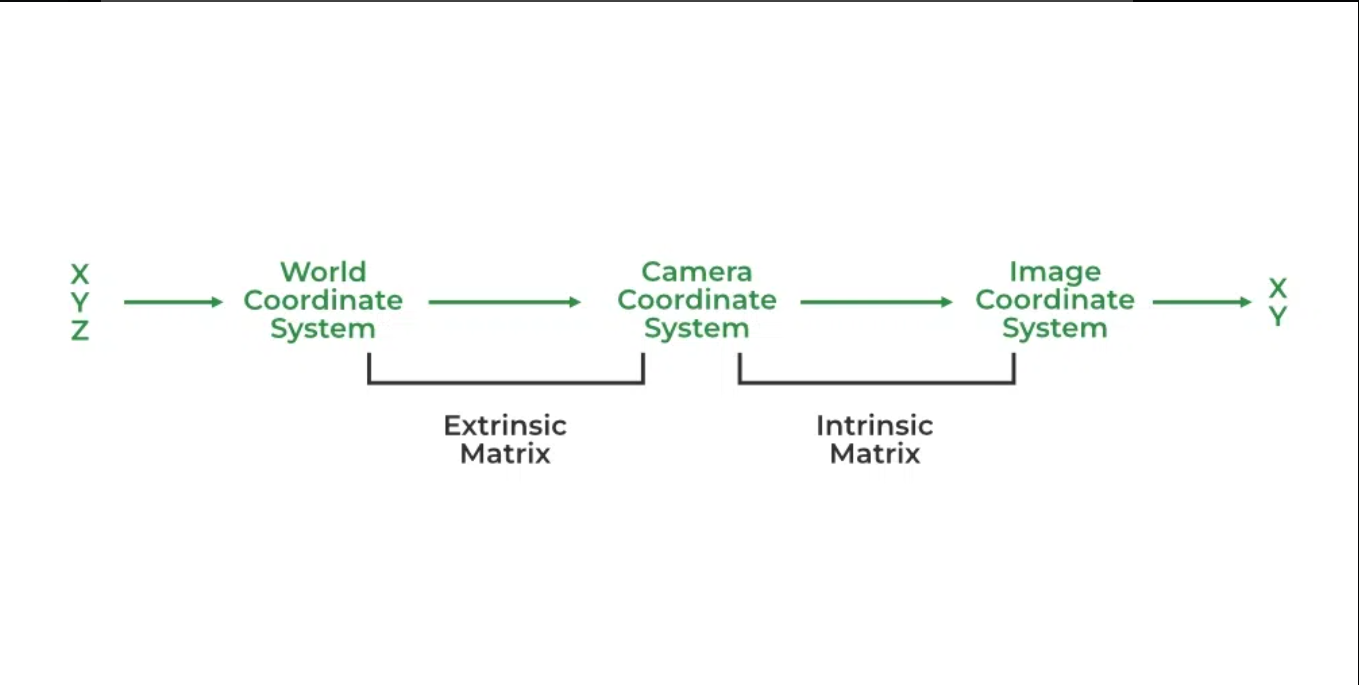 X
Y
Z
World
Coordinate
System
Camera
Coordinate
System
Image
Coordinate
System
X
Y
Extrinsic
Matrix
Intrinsic
Matrix